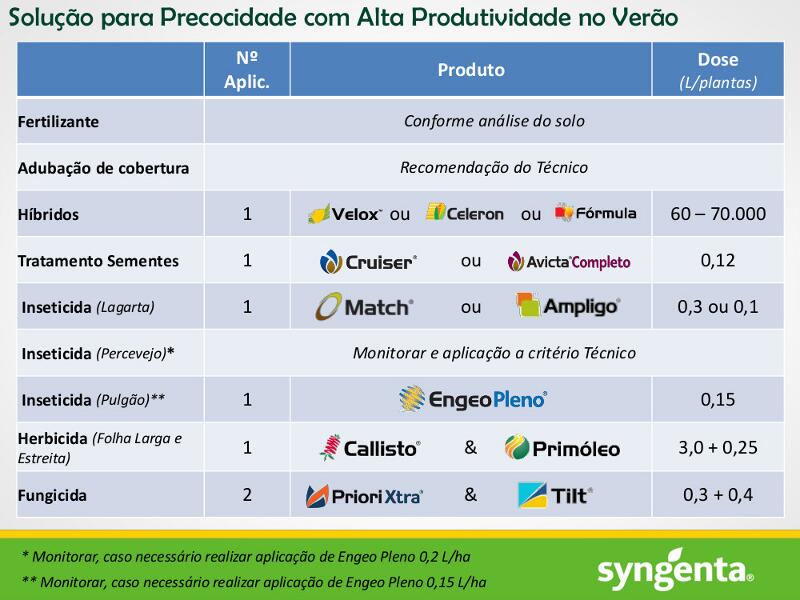 Solução para Precocidade com Alta Produtividade no Verão
Nº Aplic. Produto Dose (L/plantas)
Fertilizante Conforme análise do solo
Adubação de cobertura Recomendação do Técnico
Híbridos 1 Velox™ ou Celeron ou Fórmula 60 – 70.000
Tratamento Sementes 1 Cruiser® ou Avicta®Completo 0,12
Inseticida (Lagarta) 1 Match® ou Ampligo® 0,3 ou 0,1
Inseticida (Percevejo)* Monitorar e aplicação a critério Técnico
Inseticida (Pulgão)** 1 EngeoPleno® 0,15
Herbicida (Folha Larga e Estreita) 1 Callisto® & Primóleo® 3,0 + 0,25
Fungicida 2 PrioriXtra® & Tilt® 0,3 + 0,4
* Monitorar, caso necessário realizar aplicação de Engeo Pleno 0,2 L/ha
** Monitorar, caso necessário realizar aplicação de Engeo Pleno 0,15 L/ha
syngenta®